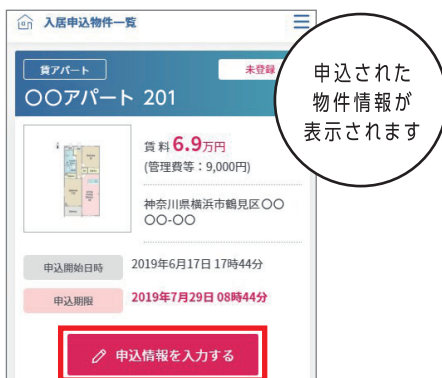 入居申込物件一覧
貸アパート
未登録
〇〇アパート 201
賃料6.9万円
(管理費等：9,000円)
神奈川県横浜市鶴見区〇〇
〇〇-〇〇
申込開始日時 2019年6月17日 17時44分
申込期限 2019年7月29日 08時44分
申込情報を入力する
申込された
物件情報が
表示されます